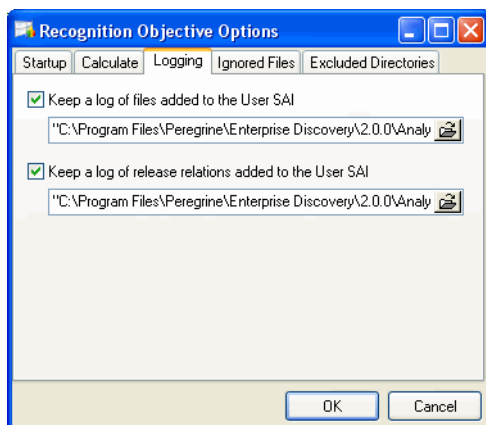 Recognition Objective Options
Startup Calculate Logging Ignored Files Excluded Directories
Keep a log of files added to the User SAI
"C:\Program Files\Peregrine\Enterprise Discovery\2.0.0\Analy
Keep a log of release relations added to the User SAI
"C:\Program Files\Peregrine\Enterprise Discovery\2.0.0\Analy
OK Cancel